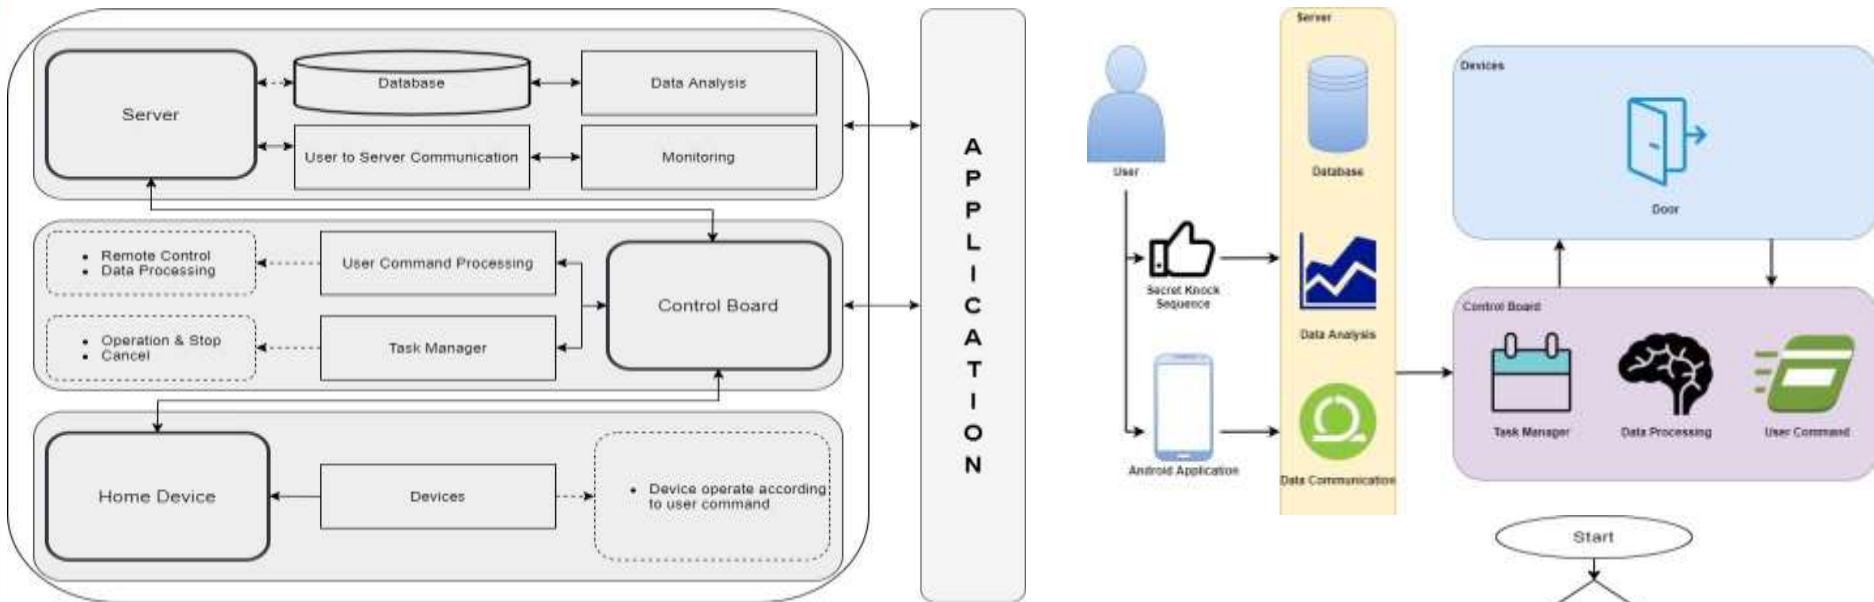 Server
Database
Data Analysis
User to Server Communication
Monitoring
• Remote Control
• Data Processing
User Command Processing
Control Board
• Operation & Stop
• Cancel
Task Manager
Home Device
Devices
• Device operate according
to user command
APPLICATION
Server
User
Database
Secret Knock
Sequence
Data Analysis
Android Application
Data Communication
Devices
Door
Control Board
Task Manager
Data Processing
User Command
Start